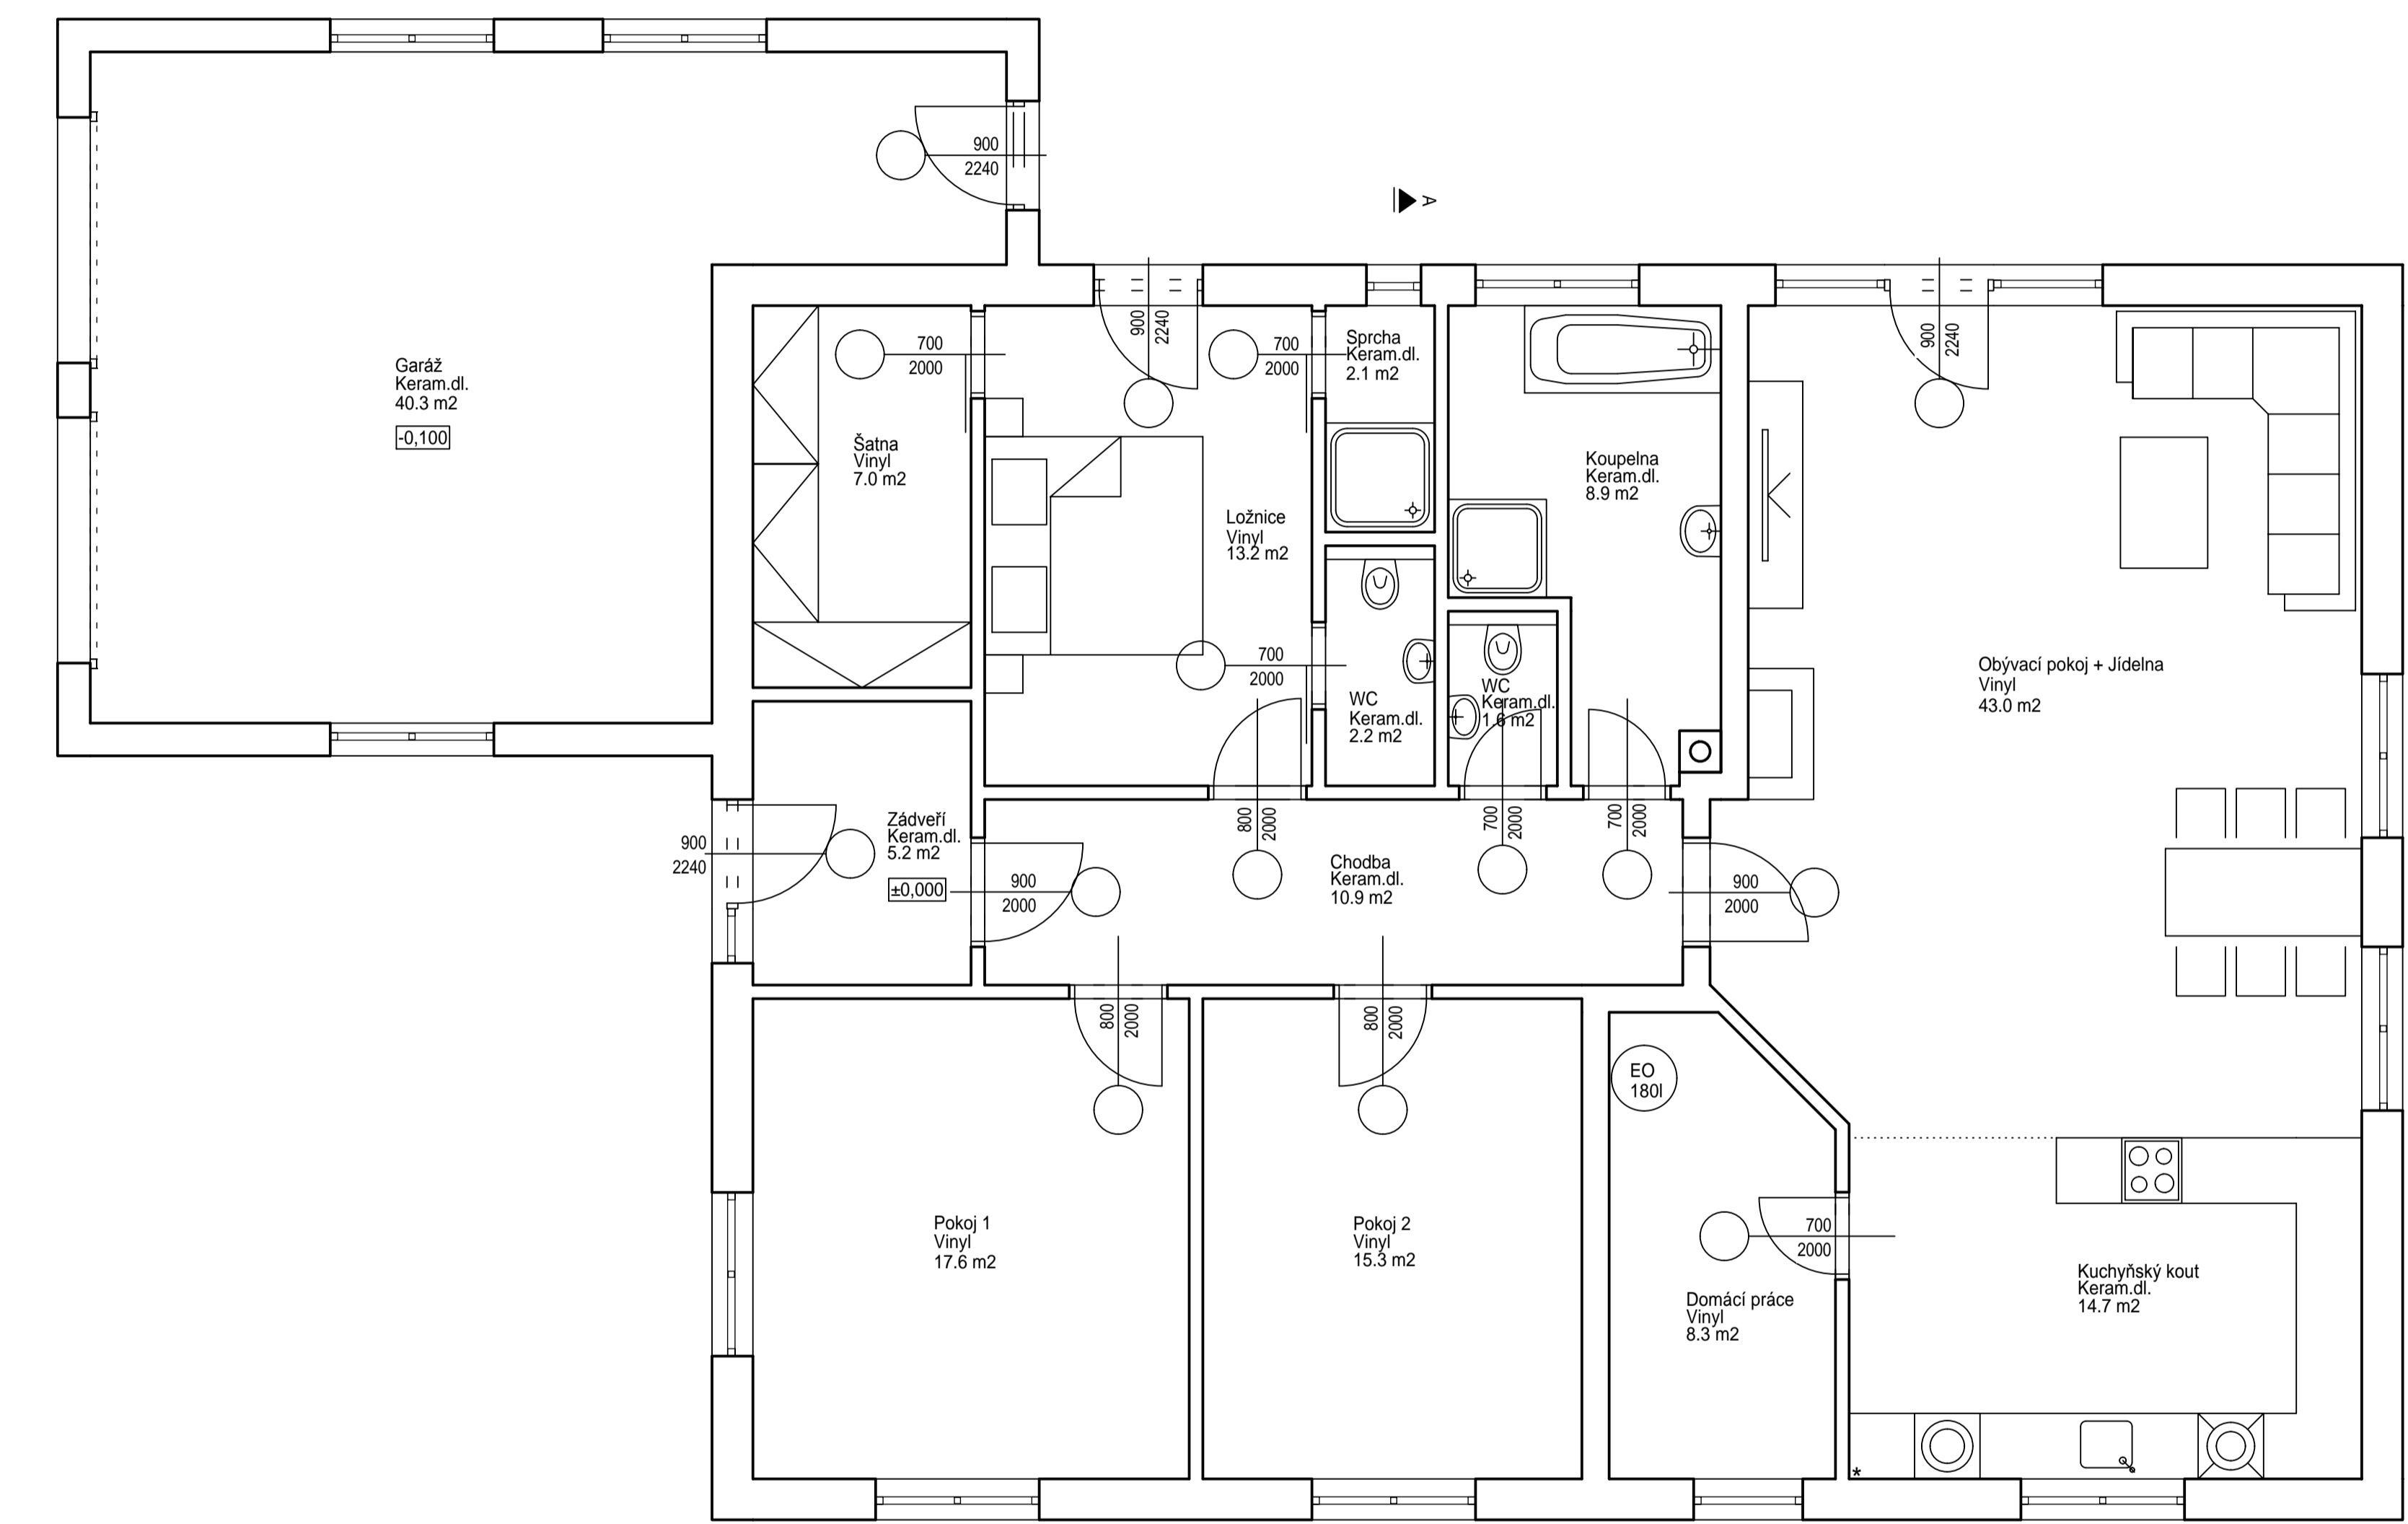 900
2240
A
Garáž
Keram.dl.
40.3 m2
-0,100
700
2000
Šatna
Vinyl
7.0 m2
900
2240
700
2000
Sprcha
Keram.dl.
2.1 m2
Ložnice
Vinyl
13.2 m2
700
2000
Koupelna
Keram.dl.
8.9 m2
900
2240
WC
Keram.dl.
2.2 m2
WC
Keram.dl.
1.6 m2
Obývací pokoj + Jídelna
Vinyl
43.0 m2
900
2240
Zádveří
Keram.dl.
5.2 m2
±0,000
900
2000
800
2000
Chodba
Keram.dl.
10.9 m2
700
2000
700
2000
900
2000
800
2000
800
2000
EO
180l
Pokoj 1
Vinyl
17.6 m2
Pokoj 2
Vinyl
15.3 m2
700
2000
Domácí práce
Vinyl
8.3 m2
Kuchyňský kout
Keram.dl.
14.7 m2
*